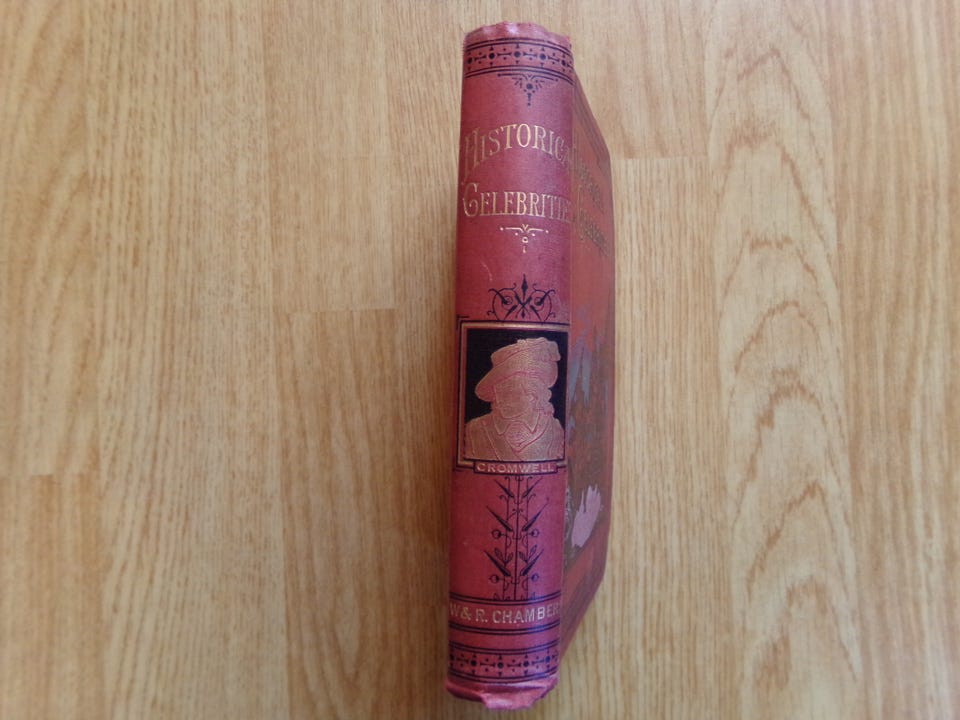 HISTORICA
CELEBRITIE
CROMWELL
W & R. CHAMBER